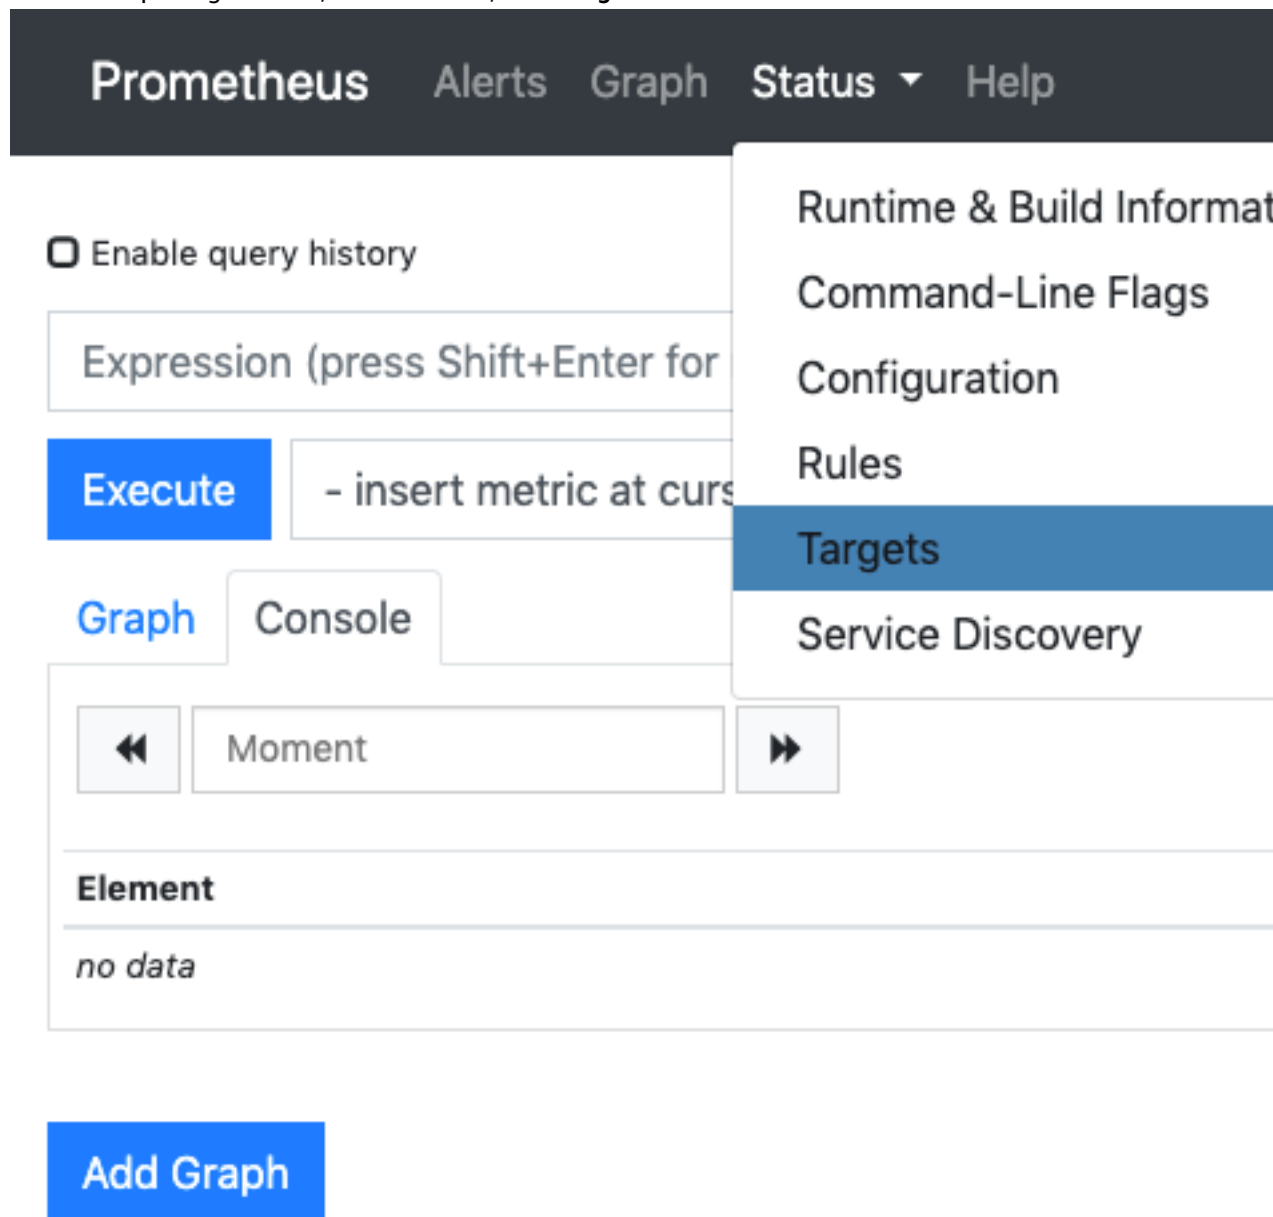 Prometheus Alerts Graph Status Help
Runtime & Build Informat
Enable query history
Command-Line Flags
Expression (press Shift+Enter for
Configuration
Rules
Execute - insert metric at curs
Targets
Graph Console
Service Discovery
Moment
Element
no data
Add Graph